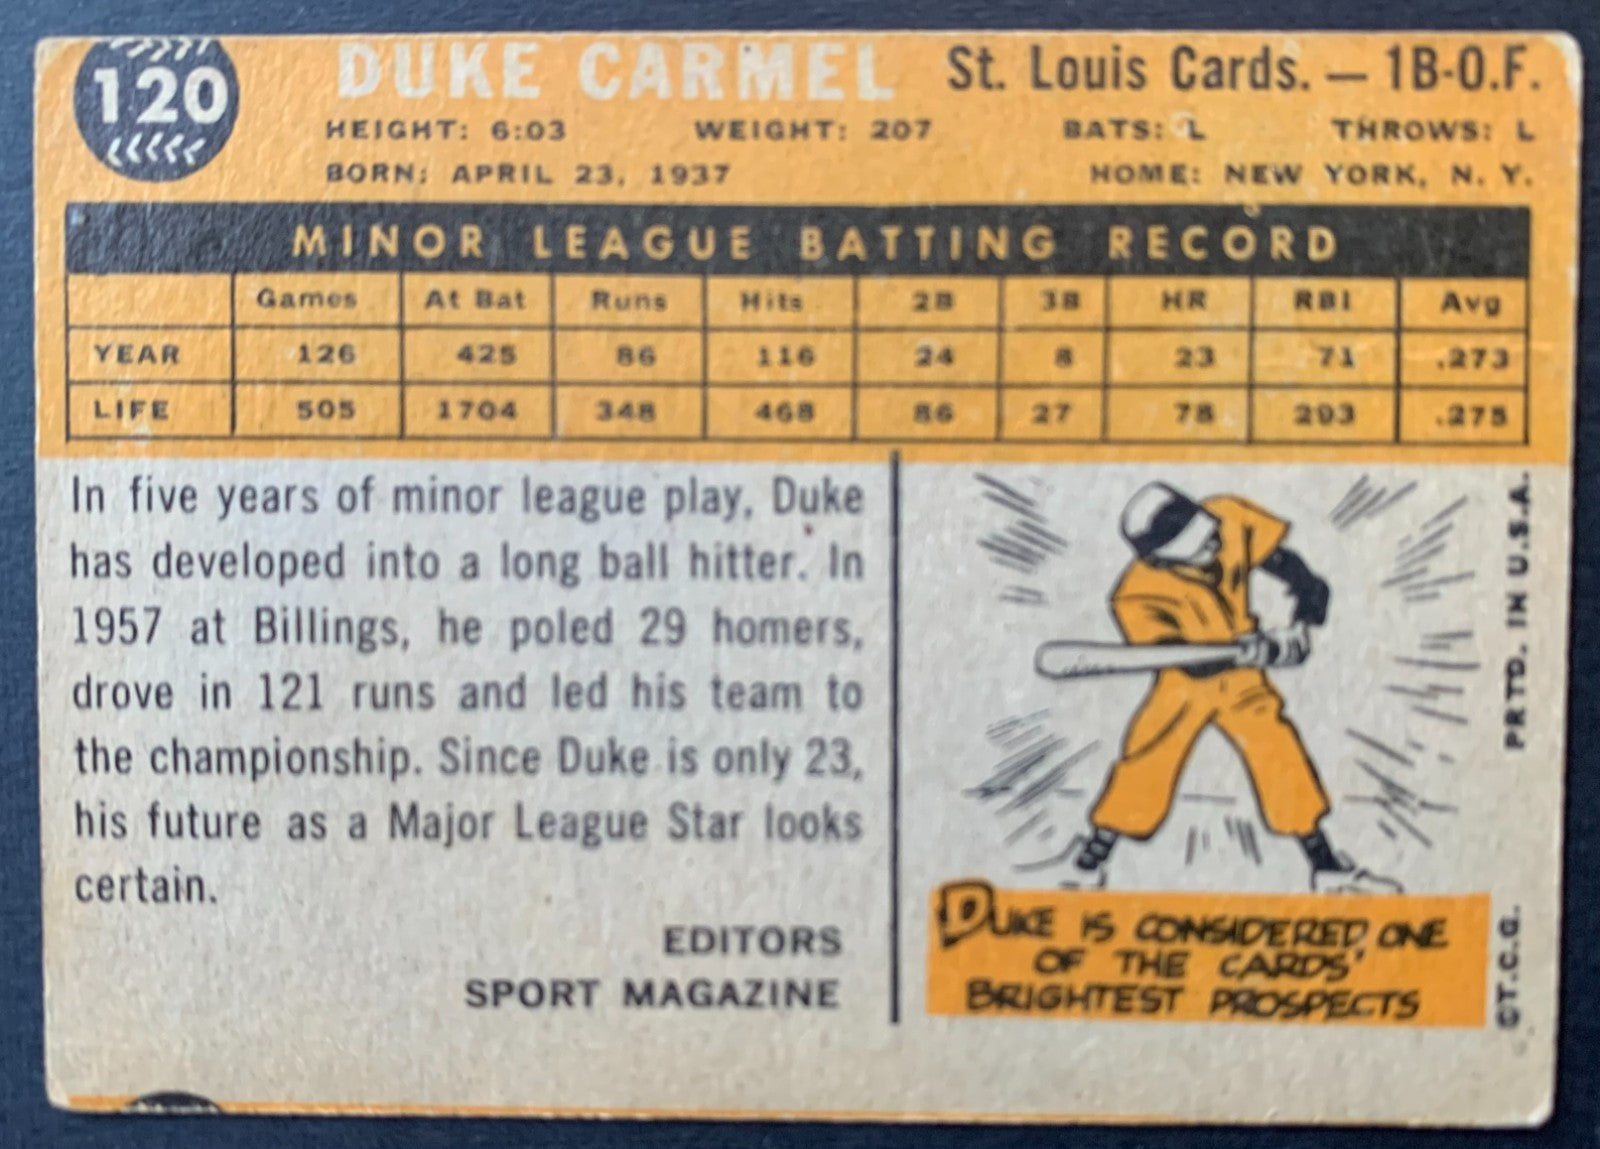 120
DUKE CARMEL St. Louis Cards. — 1B-O.F.
HEIGHT: 6:03 WEIGHT: 207 BATS: L THROWS: L
BORN: APRIL 23, 1937 HOME: NEW YORK, N. Y.
MINOR LEAGUE BATTING RECORD
Games At Bat Runs Hits 2B 3B HR RBI Avg
YEAR 126 425 86 116 24 8 23 71 .273
LIFE 505 1704 348 468 86 27 78 293 .275
In five years of minor league play, Duke
has developed into a long ball hitter. In
1957 at Billings, he poled 29 homers,
drove in 121 runs and led his team to
the championship. Since Duke is only 23,
his future as a Major League Star looks
certain.
EDITORS
SPORT MAGAZINE
DUKE IS CONSIDERED ONE
OF THE CARDS'
BRIGHTEST PROSPECTS
©T.C.G. PRTD. IN U.S.A.